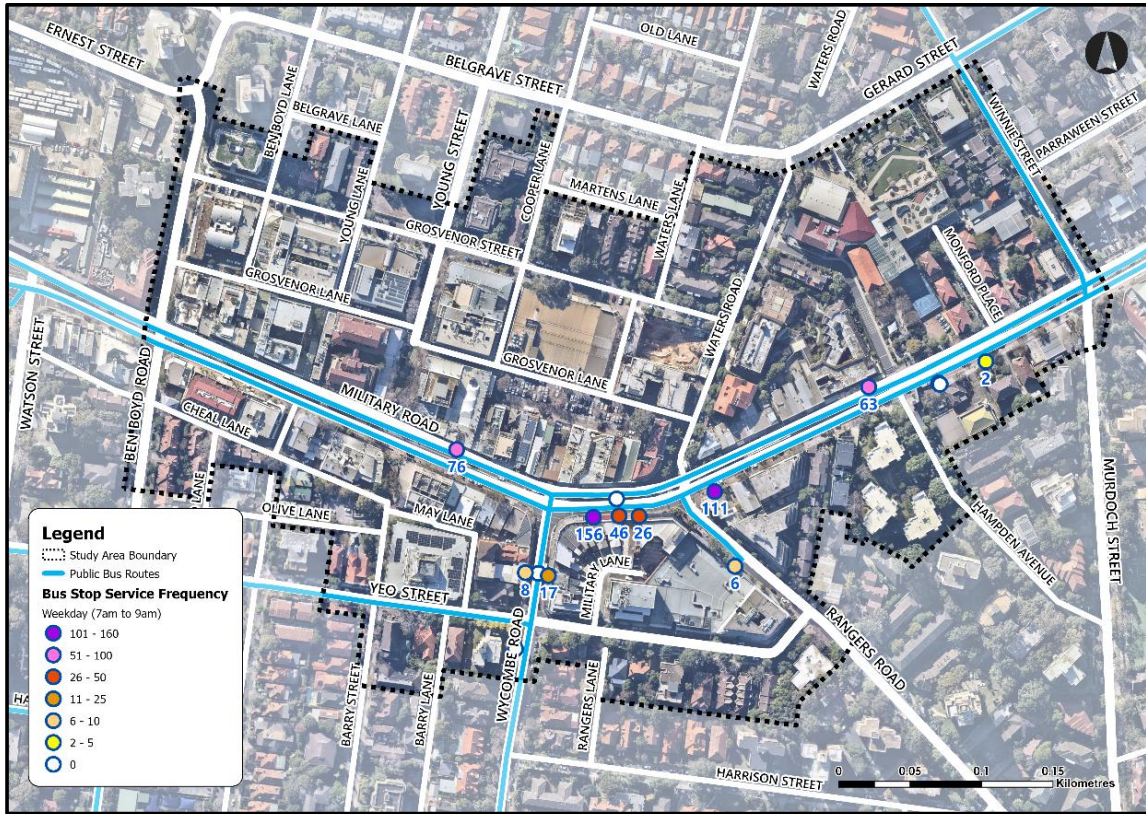 ERNEST STREET
BELGRAVE STREET
OLD LANE
WATERS ROAD
GERARD STREET
WINNIE STREET
PARRAWEEN STREET
BEN BOYD LANE
BELGRAVE LANE
YOUNG LANE
YOUNG STREET
COOPER LANE
MARTENS LANE
WATERS LANE
GROSVENOR STREET
MONFORD PLACE
GROSVENOR LANE
WATERS ROAD
GROSVENOR LANE
WATSON STREET
BEN BOYD ROAD
MILITARY ROAD
CHEAL LANE
2
63
76
111
156
46
26
MURDOCH STREET
HAMPDEN AVENUE
OLIVE LANE
MAY LANE
8
17
MILITARY LANE
6
YEO STREET
WYCOMBE ROAD
RANGERS ROAD
BARRY STREET
BARRY LANE
RANGERS LANE
HARRISON STREET
Legend
Study Area Boundary
Public Bus Routes
Bus Stop Service Frequency
Weekday (7am to 9am)
101 - 160
51 - 100
26 - 50
11 - 25
6 - 10
2 - 5
0
0 0.05 0.1 0.15
Kilometres